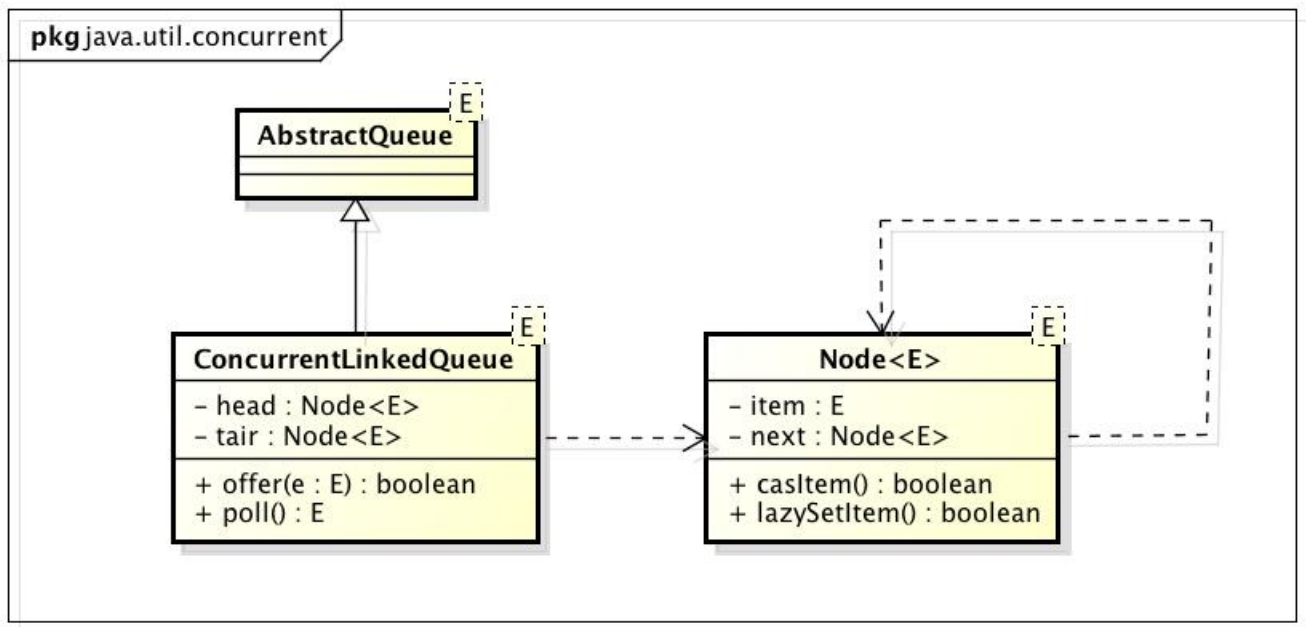 pkg java.util.concurrent
E
AbstractQueue
E
ConcurrentLinkedQueue
- head : Node<E>
- tair : Node<E>
+ offer(e : E) : boolean
+ poll() : E
E
Node<E>
- item : E
- next : Node<E>
+ casItem() : boolean
+ lazySetItem() : boolean